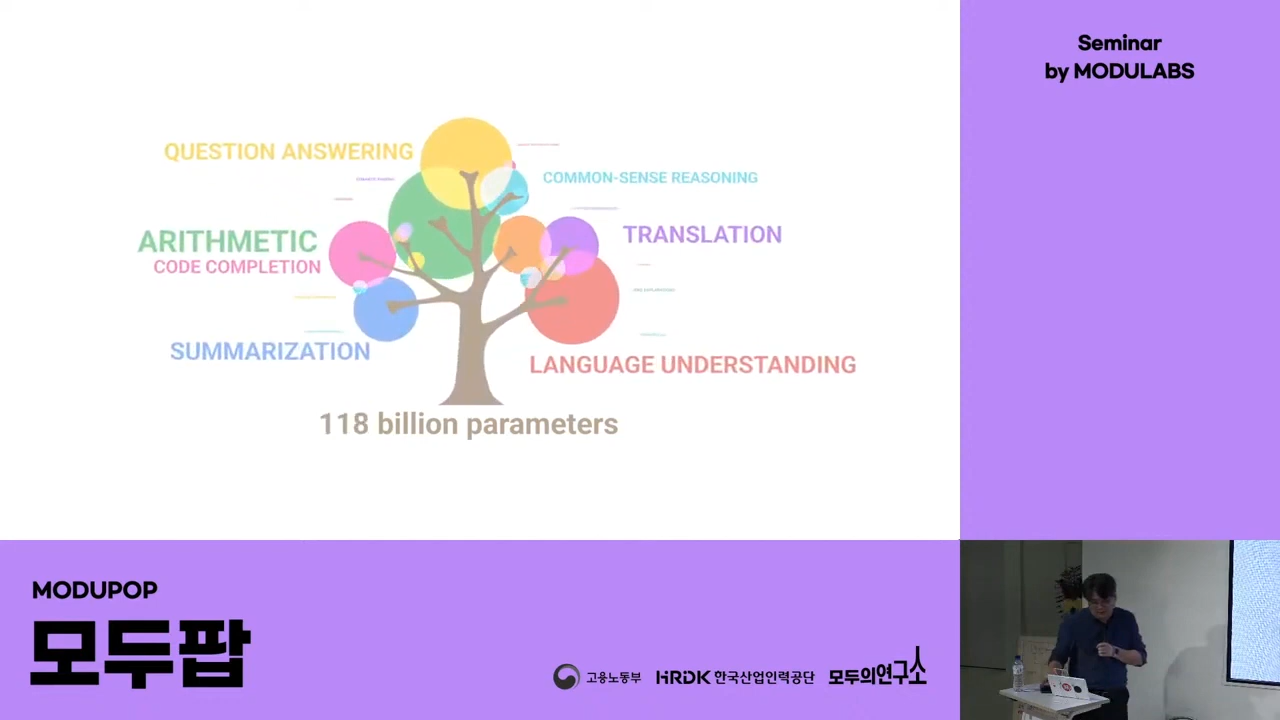 Seminar
by MODULABS
QUESTION ANSWERING
COMMON-SENSE REASONING
ARITHMETIC
TRANSLATION
CODE COMPLETION
SUMMARIZATION
LANGUAGE UNDERSTANDING
118 billion parameters
MODUPOP
모두팝
고용노동부
HRDK 한국산업인력공단
모두의연구소